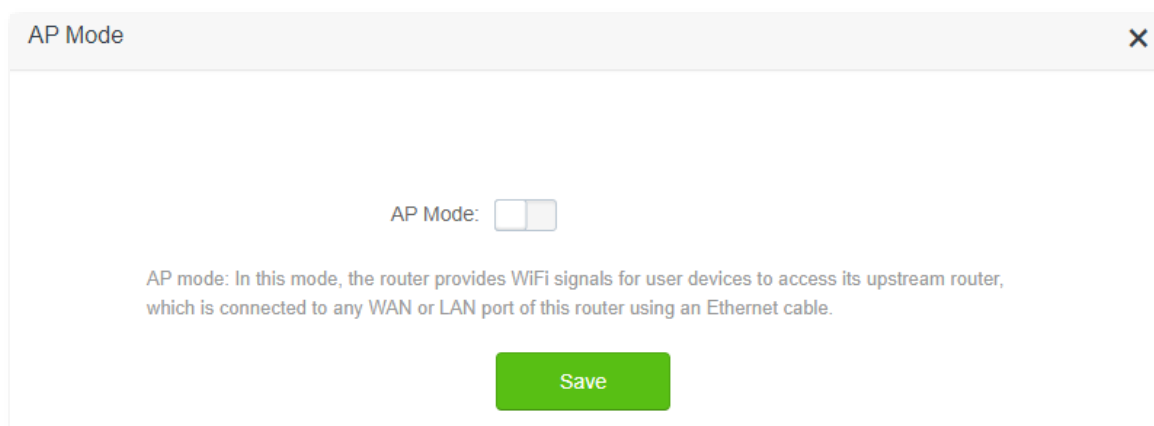 AP Mode
AP Mode:
AP mode: In this mode, the router provides WiFi signals for user devices to access its upstream router,
which is connected to any WAN or LAN port of this router using an Ethernet cable.
Save